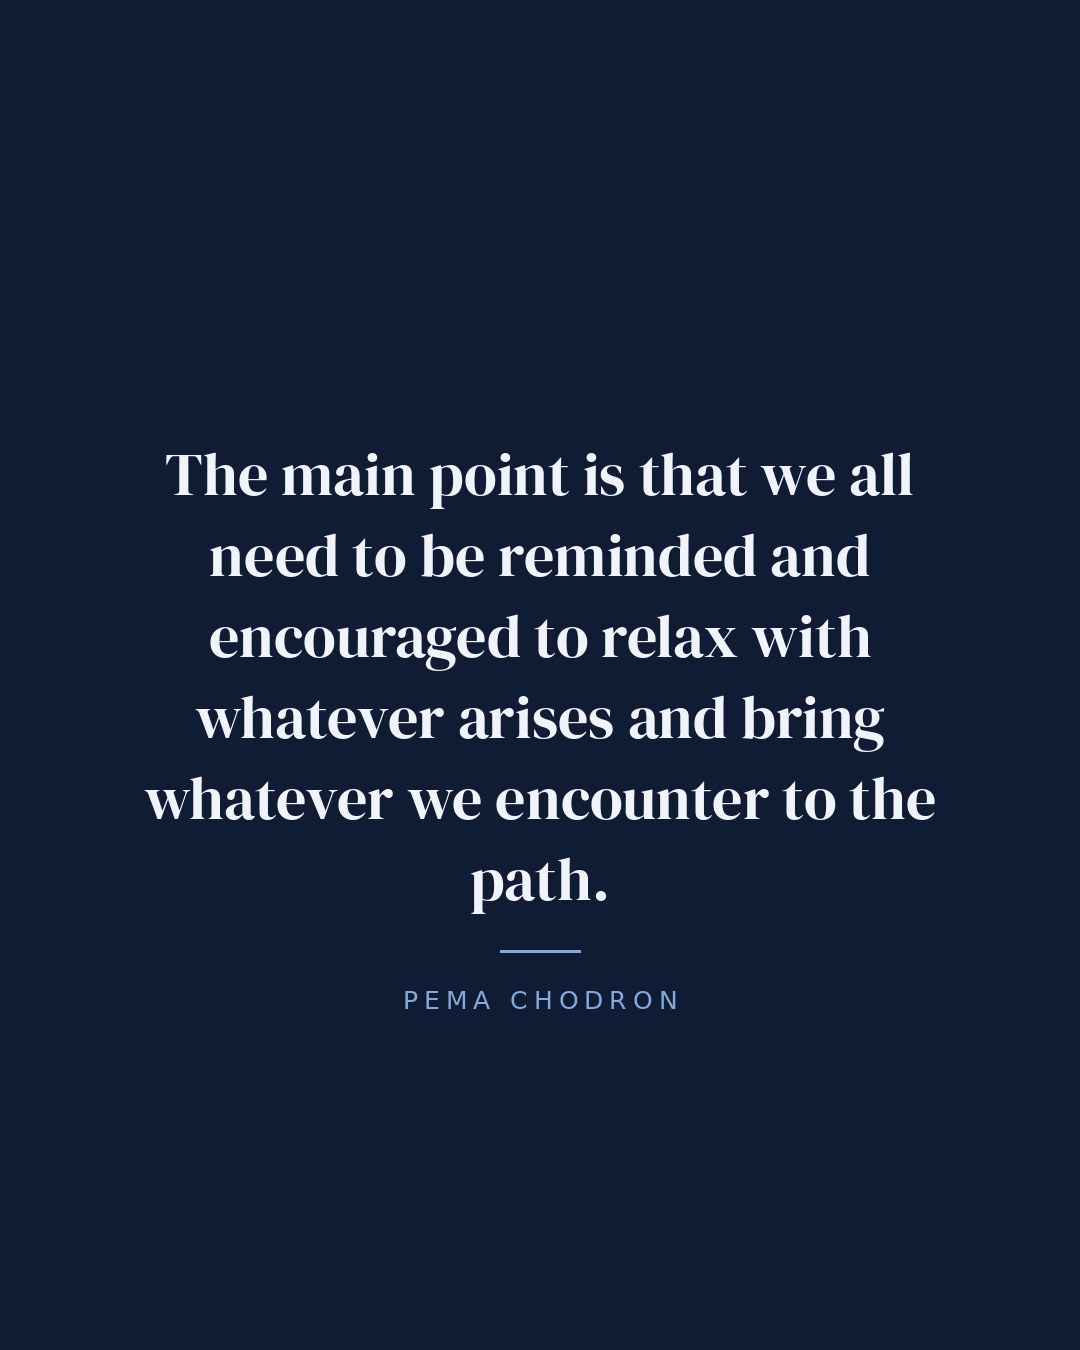 The main point is that we all
need to be reminded and
encouraged to relax with
whatever arises and bring
whatever we encounter to the
path.
PEMA CHODRON